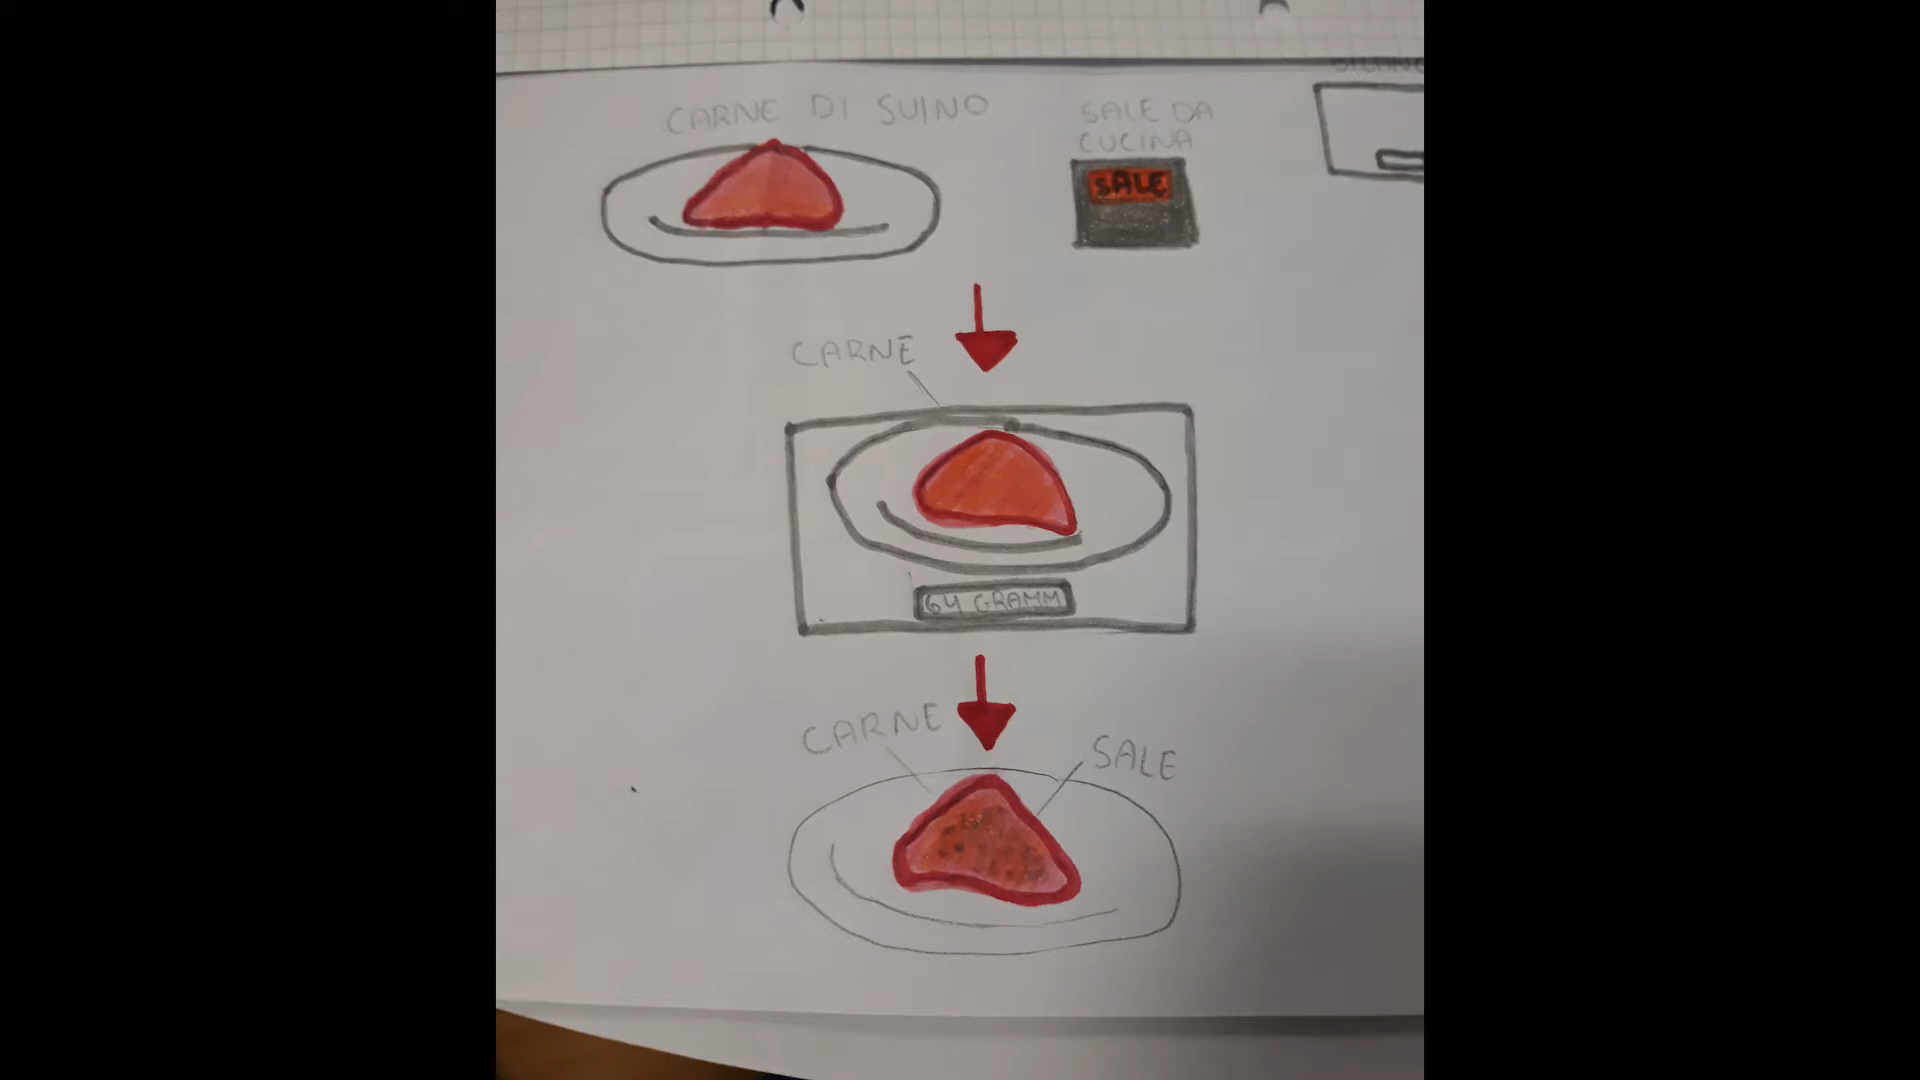 CARNE DI SUINO
SALE DA
CUCINA
SALE
CARNE
64 GRAMM
CARNE
SALE